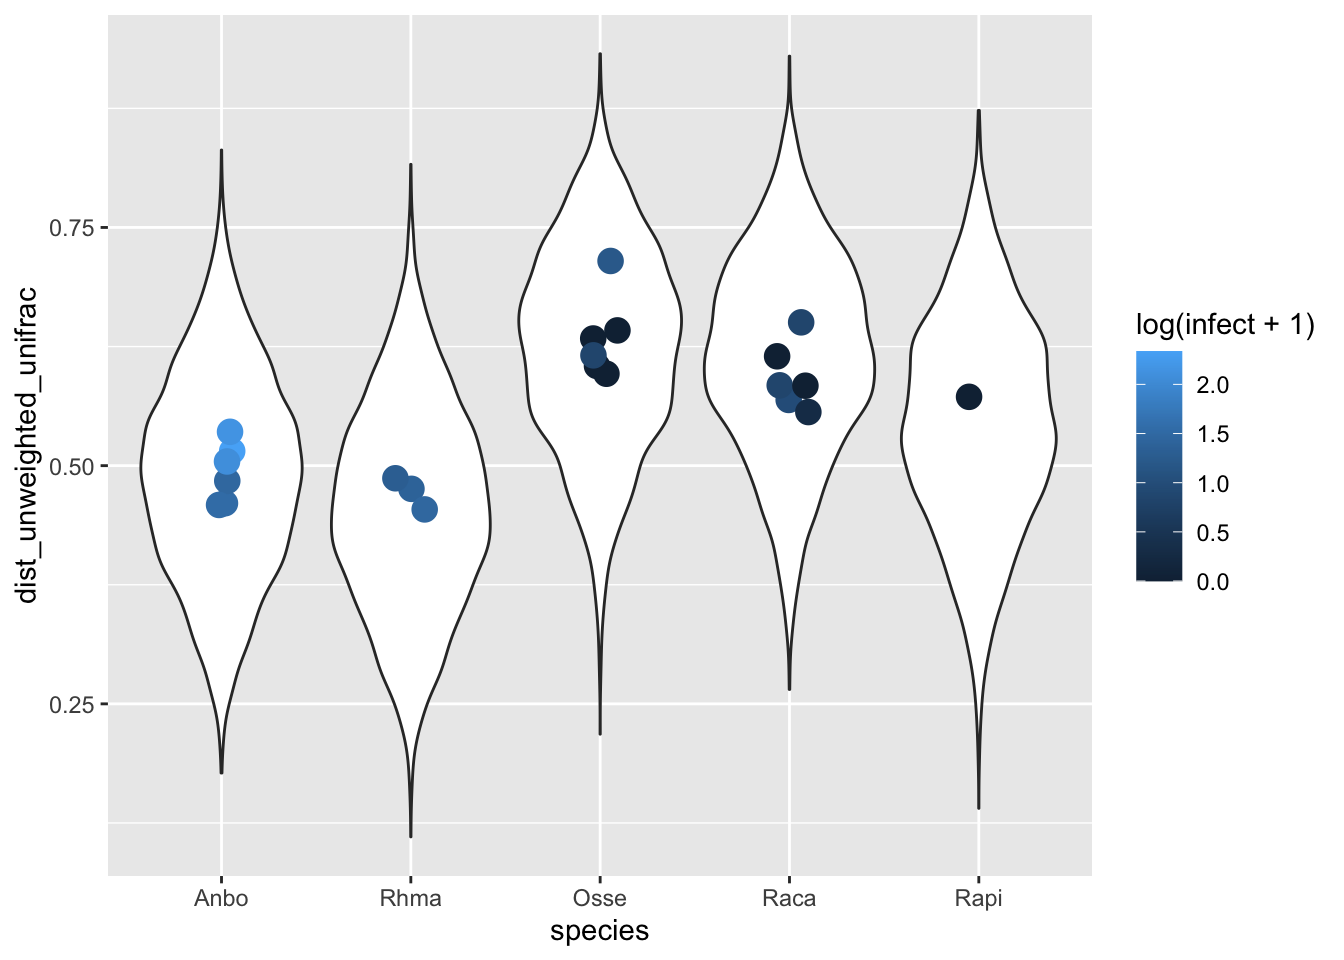 dist_unweighted_unifrac
0.75
0.50
0.25
Anbo Rhma Osse Raca Rapi
species
log(infect + 1)
2.0
1.5
1.0
0.5
0.0